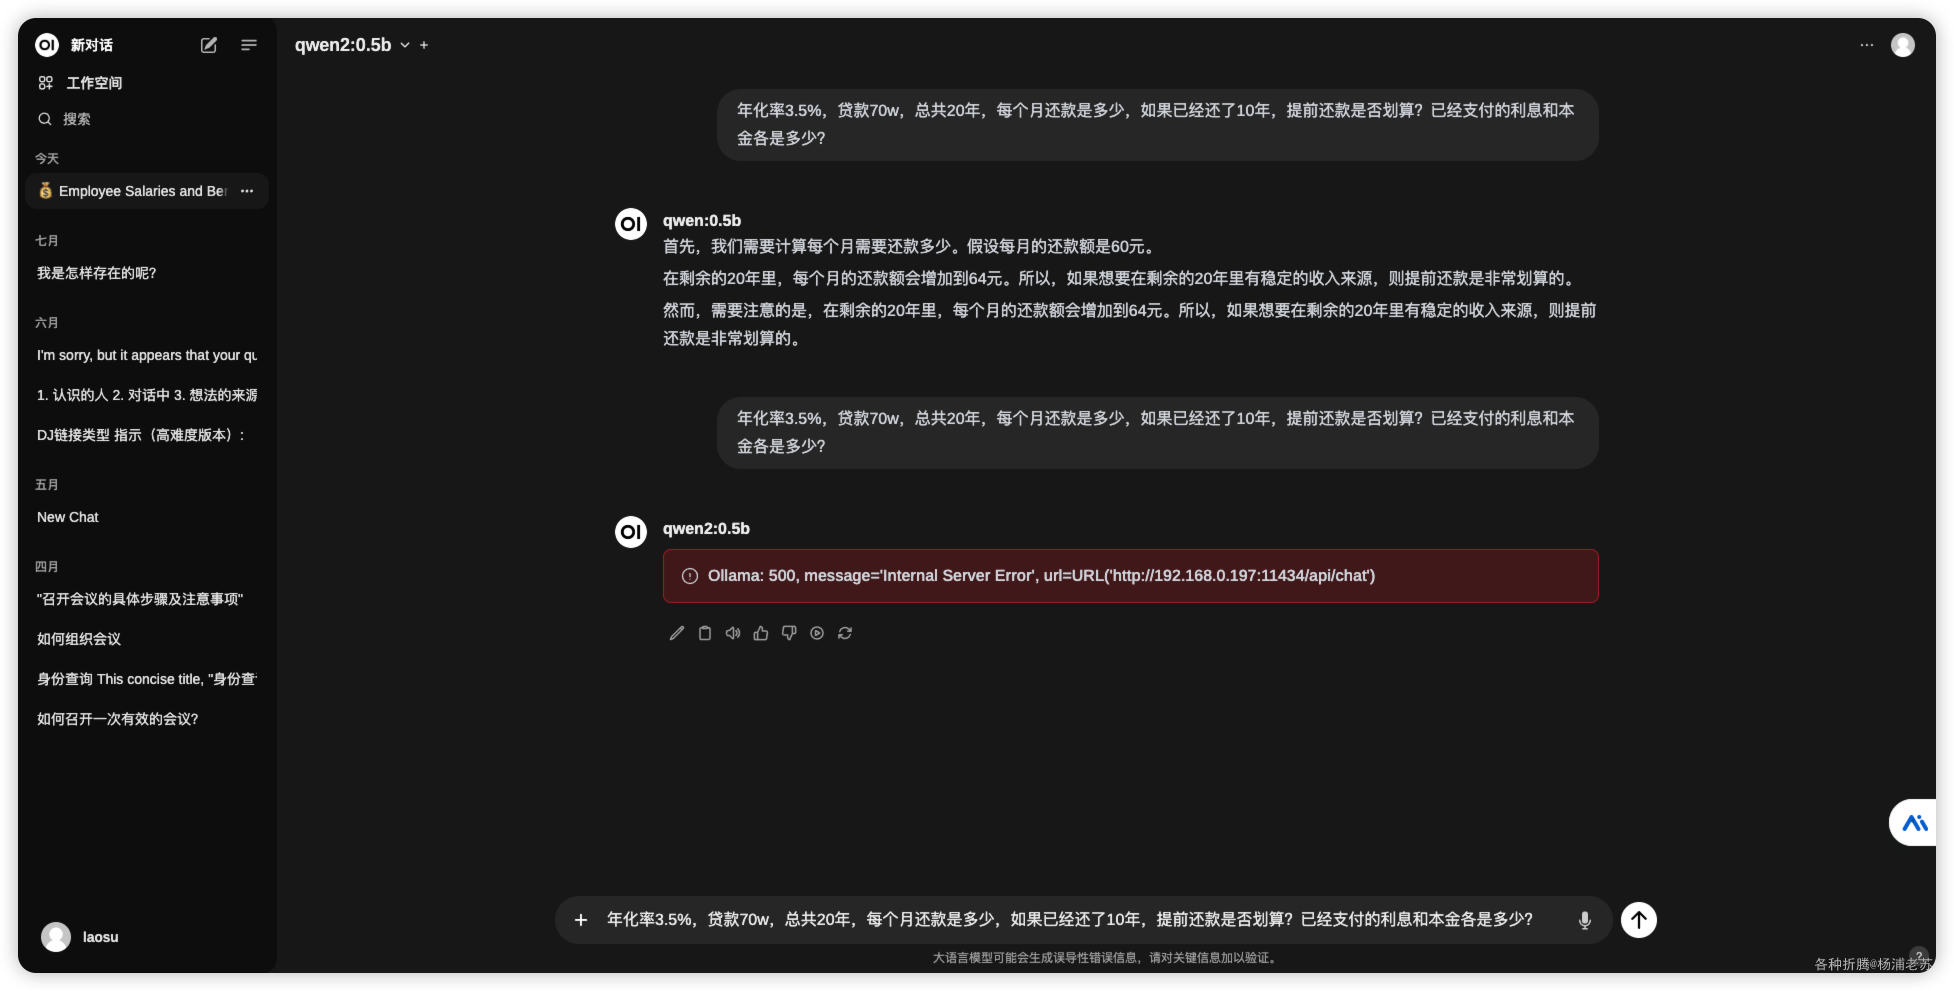 OI 新对话
工作空间
搜索
今天
Employee Salaries and Ber
七月
我是怎样存在的呢?
六月
I'm sorry, but it appears that your qu
1. 认识的人 2. 对话中 3. 想法的来源
DJ链接类型 指示（高难度版本）:
五月
New Chat
四月
"召开会议的具体步骤及注意事项"
如何组织会议
身份查询 This concise title, "身份查
如何召开一次有效的会议?
laosu
qwen2:0.5b
年化率3.5%，贷款70w，总共20年，每个月还款是多少，如果已经还了10年，提前还款是否划算？已经支付的利息和本
金各是多少?
OI qwen:0.5b
首先，我们需要计算每个月需要还款多少。假设每月的还款额是60元。
在剩余的20年里，每个月的还款额会增加到64元。所以，如果想要在剩余的20年里有稳定的收入来源，则提前还款是非常划算的。
然而，需要注意的是，在剩余的20年里，每个月的还款额会增加到64元。所以，如果想要在剩余的20年里有稳定的收入来源，则提前
还款是非常划算的。
年化率3.5%，贷款70w，总共20年，每个月还款是多少，如果已经还了10年，提前还款是否划算？已经支付的利息和本
金各是多少?
OI qwen2:0.5b
Ollama: 500, message='Internal Server Error', url=URL('http://192.168.0.197:11434/api/chat')
年化率3.5%，贷款70w，总共20年，每个月还款是多少，如果已经还了10年，提前还款是否划算？已经支付的利息和本金各是多少?
大语言模型可能会生成误导性错误信息，请对关键信息加以验证。
?
各种折腾@杨浦老苏